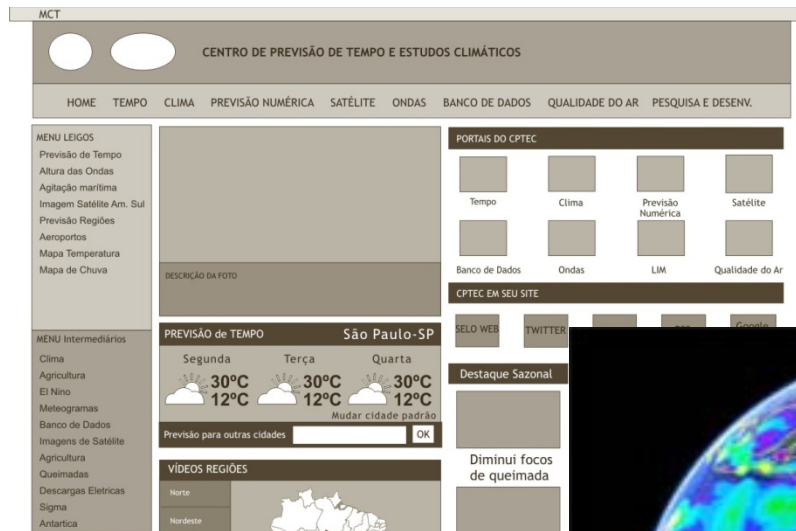 MCT
CENTRO DE PREVISÃO DE TEMPO E ESTUDOS CLIMÁTICOS
HOME TEMPO CLIMA PREVISÃO NUMÉRICA SATÉLITE ONDAS BANCO DE DADOS QUALIDADE DO AR PESQUISA E DESENV.
MENU LEIGOS
Previsão de Tempo
Altura das Ondas
Agitação marítima
Imagem Satélite Am. Sul
Previsão Regiões
Aeroportos
Mapa Temperatura
Mapa de Chuva
MENU Intermediários
Clima
Agricultura
El Nino
Meteogramas
Banco de Dados
Imagens de Satélite
Agricultura
Queimadas
Descargas Eletricas
Sigma
Antartica
DESCRIÇÃO DA FOTO
PREVISÃO de TEMPO São Paulo-SP
Segunda Terça Quarta
30ºC 30ºC 30ºC
12ºC 12ºC 12ºC
Mudar cidade padrão
Previsão para outras cidades OK
VÍDEOS REGIÕES
Norte
Nordeste
PORTAIS DO CPTEC
Tempo Clima Previsão Satélite
Numérica
Banco de Dados Ondas LIM Qualidade do Ar
CPTEC EM SEU SITE
SELO WEB TWITTER Google
Destaque Sazonal
Diminui focos
de queimada